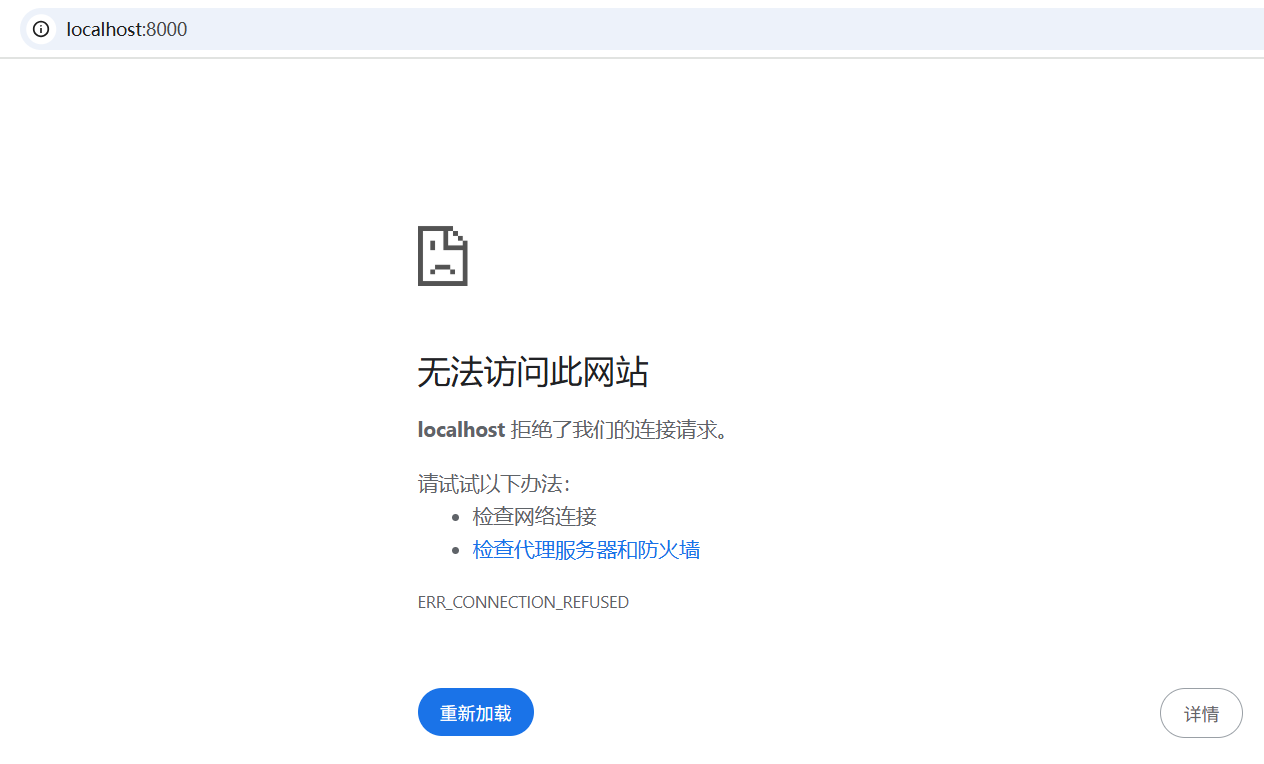 localhost:8000
无法访问此网站
localhost 拒绝了我们的连接请求。
请试试以下办法：
检查网络连接
检查代理服务器和防火墙
ERR_CONNECTION_REFUSED
重新加载
详情